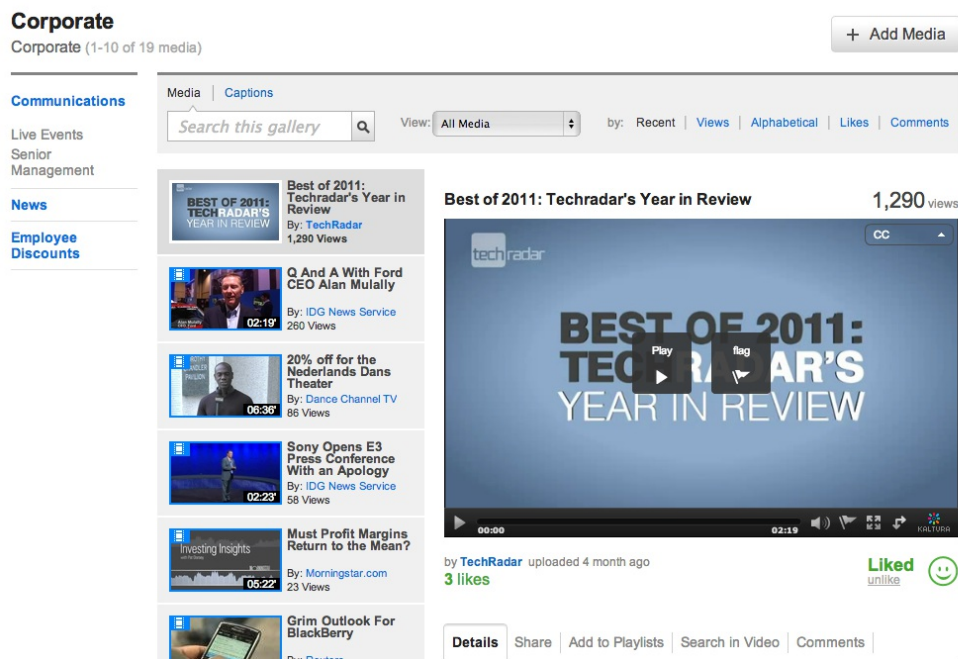 Corporate
Corporate (1-10 of 19 media)
+ Add Media
Communications
Live Events
Senior
Management
News
Employee
Discounts
Media
Captions
Search this gallery
View:
All Media
by: Recent | Views | Alphabetical | Likes | Comments
BEST OF 2011:
TECHRADAR'S
YEAR IN REVIEW
Best of 2011:
Techradar's Year in
Review
By: TechRadar
1,290 Views
02:19'
Q And A With Ford
CEO Alan Mulally
By: IDG News Service
260 Views
06:36'
20% off for the
Nederlands Dans
Theater
By: Dance Channel TV
86 Views
02:23'
Sony Opens E3
Press Conference
With an Apology
By: IDG News Service
58 Views
Investing Insights
05:22'
Must Profit Margins
Return to the Mean?
By: Morningstar.com
23 Views
Grim Outlook For
BlackBerry
By: Reuters
Best of 2011: Techradar's Year in Review
1,290 views
techradar
CC
BEST OF 2011:
TECHRADAR'S
YEAR IN REVIEW
Play
flag
00:00
02:19
KALTURA
by TechRadar uploaded 4 month ago
3 likes
Liked
unlike
Details
Share
Add to Playlists
Search in Video
Comments